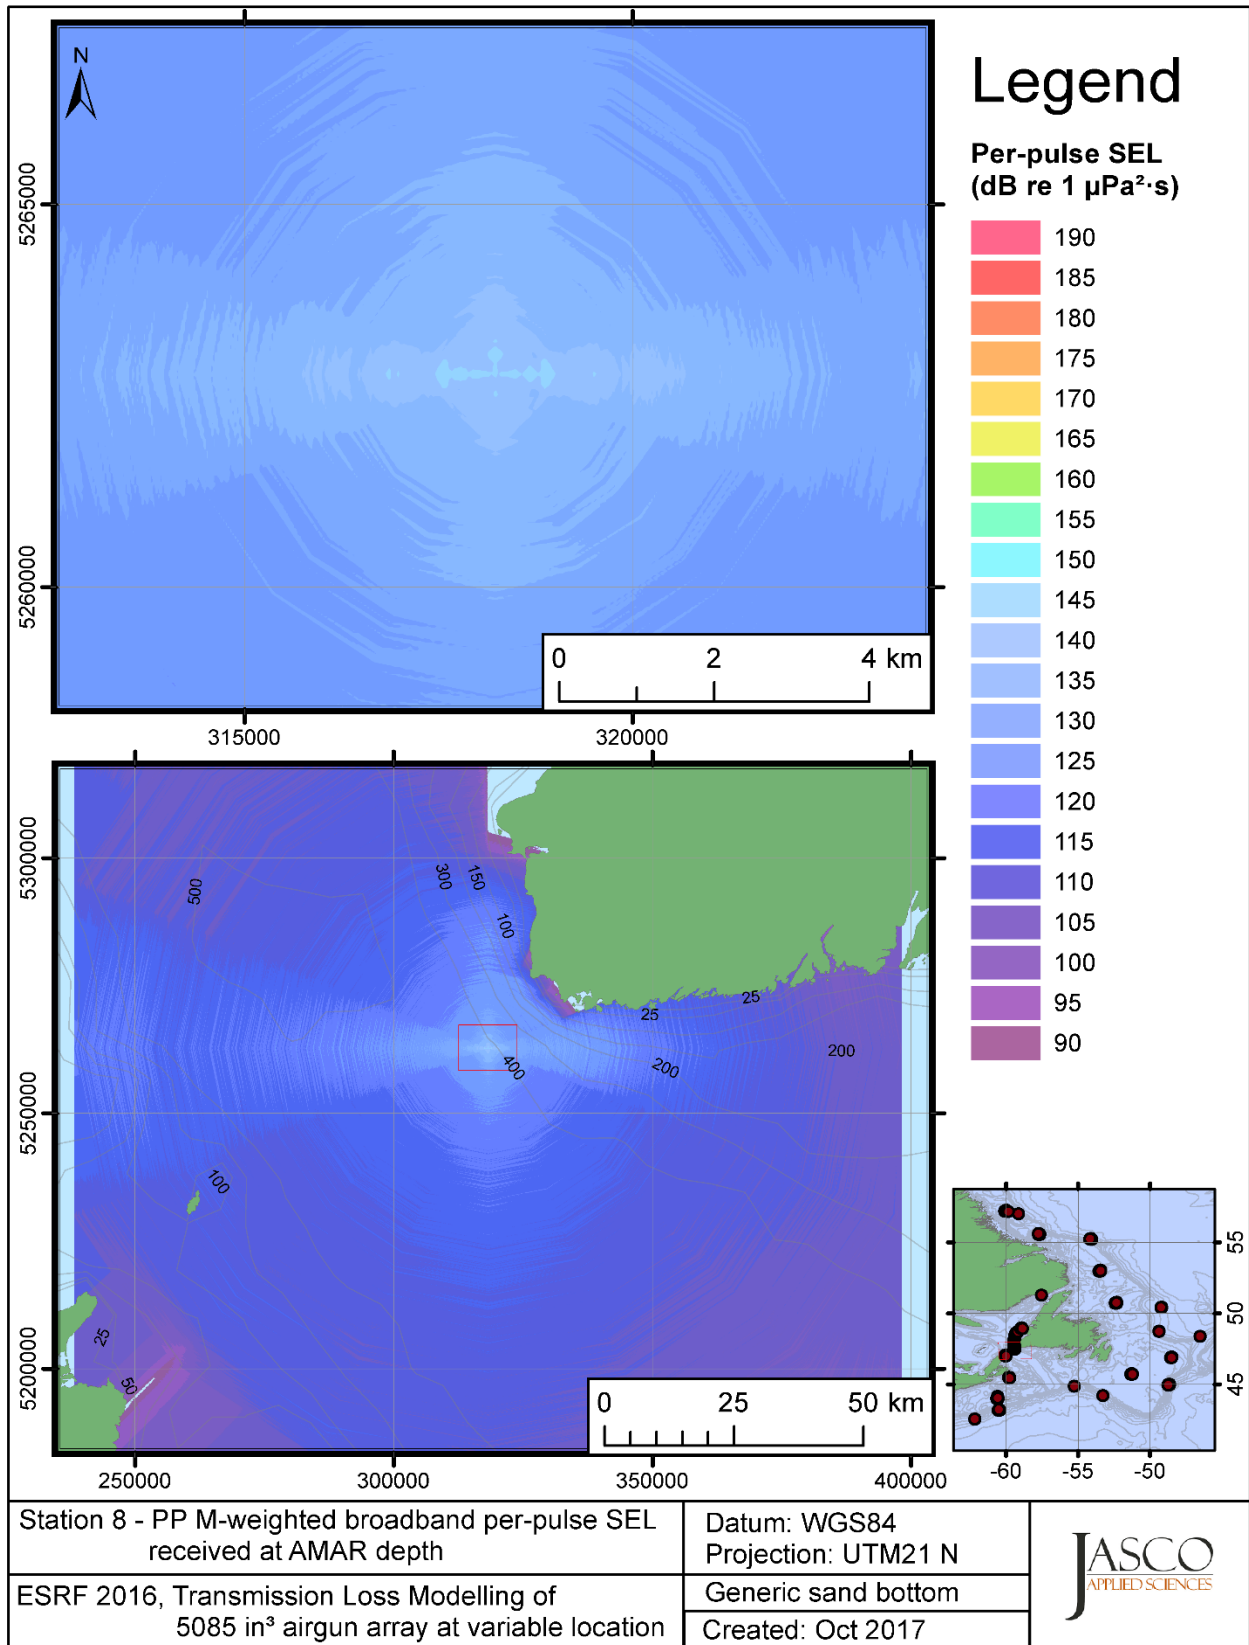 N
5265000
5260000
0 2 4 km
315000 320000
Legend
Per-pulse SEL
(dB re 1 µPa²·s)
190
185
180
175
170
165
160
155
150
145
140
135
130
125
120
115
110
105
100
95
90
5300000
5250000
5200000
500
300
150
100
25
25
200
200
400
100
25
50
0 25 50 km
250000 300000 350000 400000
55
50
45
-60 -55 -50
Station 8 - PP M-weighted broadband per-pulse SEL
received at AMAR depth
ESRF 2016, Transmission Loss Modelling of
5085 in³ airgun array at variable location
Datum: WGS84
Projection: UTM21 N
Generic sand bottom
Created: Oct 2017
JASCO
APPLIED SCIENCES